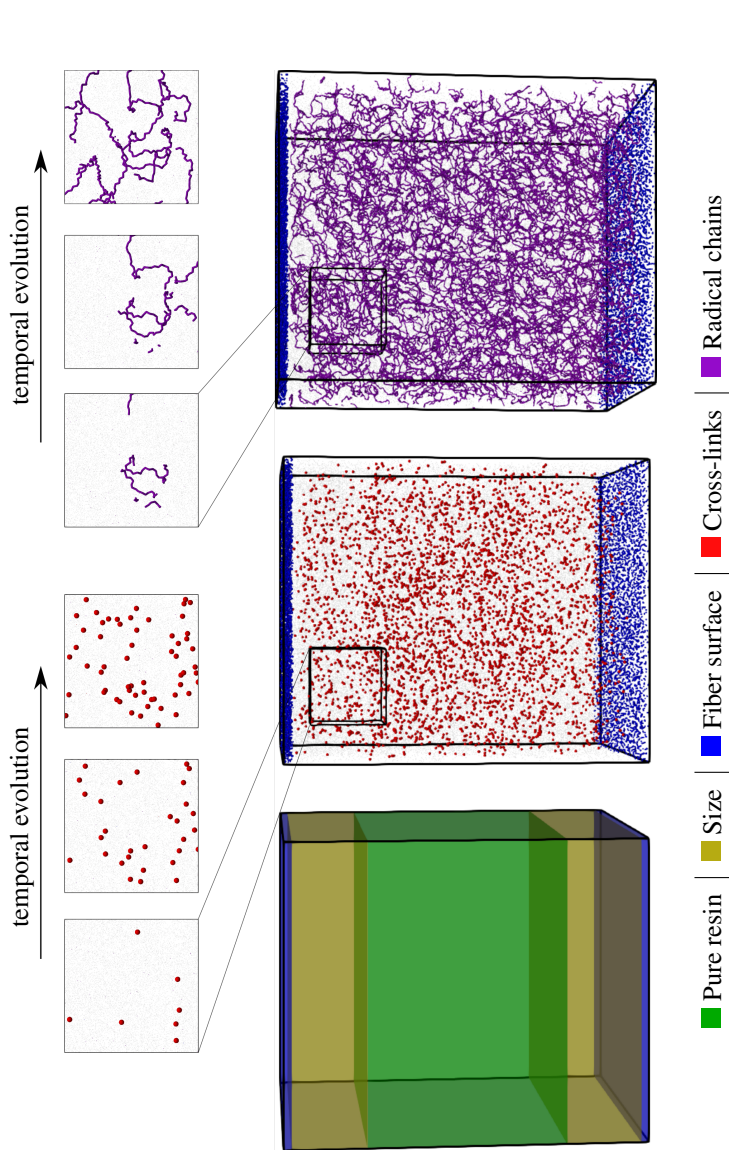 temporal evolution
temporal evolution
Pure resin | Size | Fiber surface | Cross-links | Radical chains